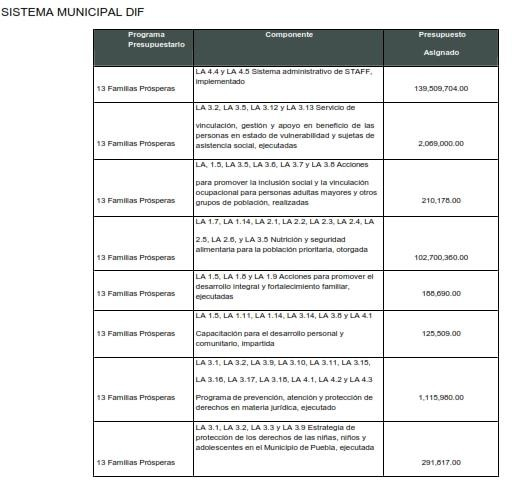 SISTEMA MUNICIPAL DIF
Programa Presupuestario
Componente
Presupuesto Asignado
13 Familias Prósperas
LA 4.4 y LA 4.5 Sistema administrativo de STAFF,
implementado
139,509,704.00
13 Familias Prósperas
LA 3.2, LA 3.5, LA 3.12 y LA 3.13 Servicio de
vinculación, gestión y apoyo en beneficio de las
personas en estado de vulnerabilidad y sujetas de
asistencia social, ejecutadas
2,069,000.00
13 Familias Prósperas
LA, 1.5, LA 3.5, LA 3.6, LA 3.7 y LA 3.8 Acciones
para promover la inclusión social y la vinculación
ocupacional para personas adultas mayores y otros
grupos de población, realizadas
210,178.00
13 Familias Prósperas
LA 1.7, LA 1.14, LA 2.1, LA 2.2, LA 2.3, LA 2.4, LA
2.5, LA 2.6, y LA 3.5 Nutrición y seguridad
alimentaria para la población prioritaria, otorgada
102,700,360.00
13 Familias Prósperas
LA 1.5, LA 1.8 y LA 1.9 Acciones para promover el
desarrollo integral y fortalecimiento familiar,
ejecutadas
188,690.00
13 Familias Prósperas
LA 1.5, LA 1.11, LA 1.14, LA 3.14, LA 3.8 y LA 4.1
Capacitación para el desarrollo personal y
comunitario, impartida
125,509.00
13 Familias Prósperas
LA 3.1, LA 3.2, LA 3.9, LA 3.10, LA 3.11, LA 3.15,
LA 3.16, LA 3.17, LA 3.18, LA 4.1, LA 4.2 y LA 4.3
Programa de prevención, atención y protección de
derechos en materia jurídica, ejecutado
1,115,980.00
13 Familias Prósperas
LA 3.1, LA 3.2, LA 3.3 y LA 3.9 Estrategia de
protección de los derechos de las niñas, niños y
adolescentes en el Municipio de Puebla, ejecutada
291,817.00